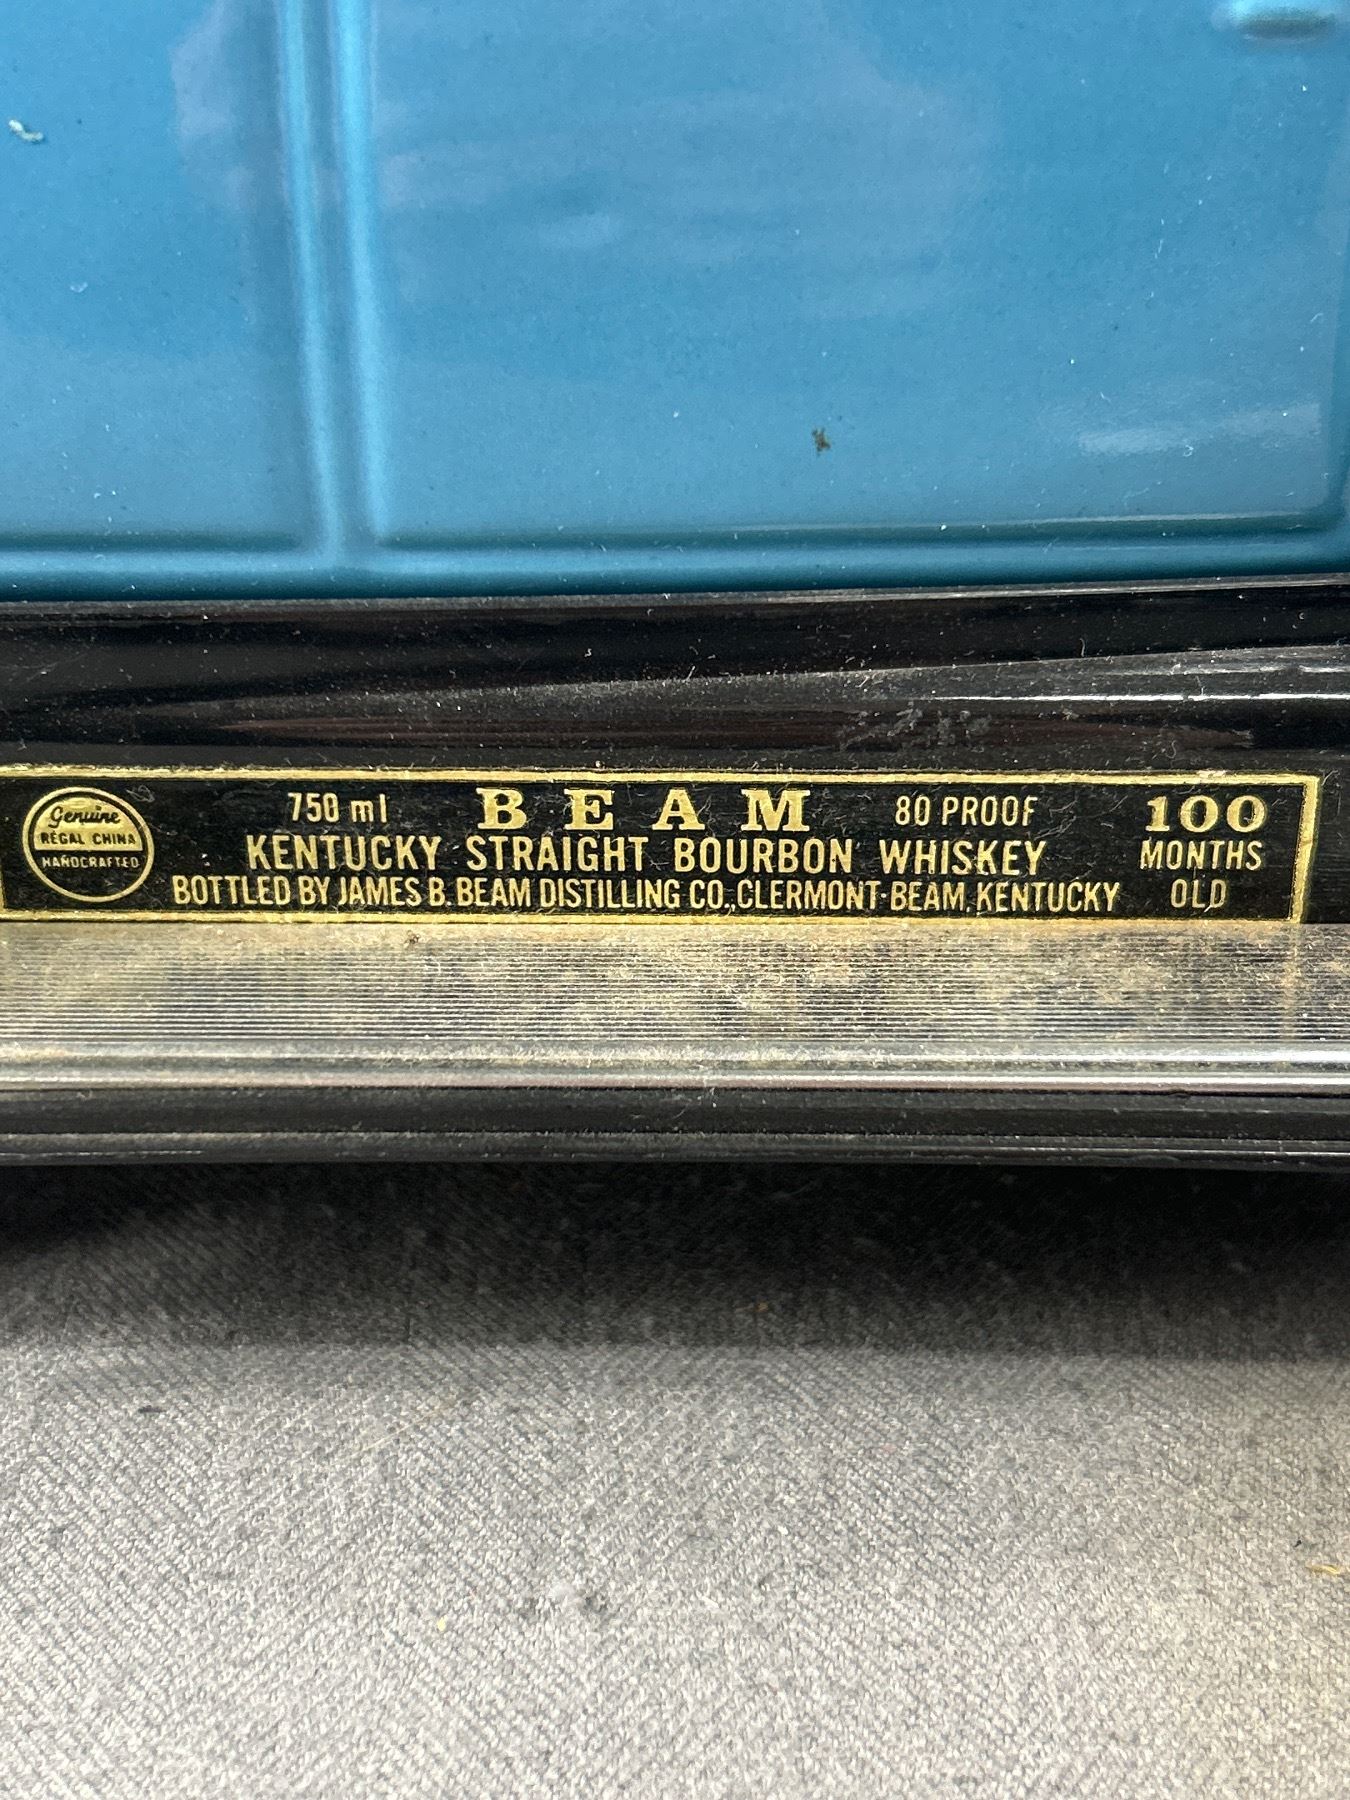 Genuine
REGAL CHINA
HANDCRAFTED
750 ml BEAM 80 PROOF
KENTUCKY STRAIGHT BOURBON WHISKEY
BOTTLED BY JAMES B. BEAM DISTILLING CO., CLERMONT-BEAM, KENTUCKY
100
MONTHS
OLD